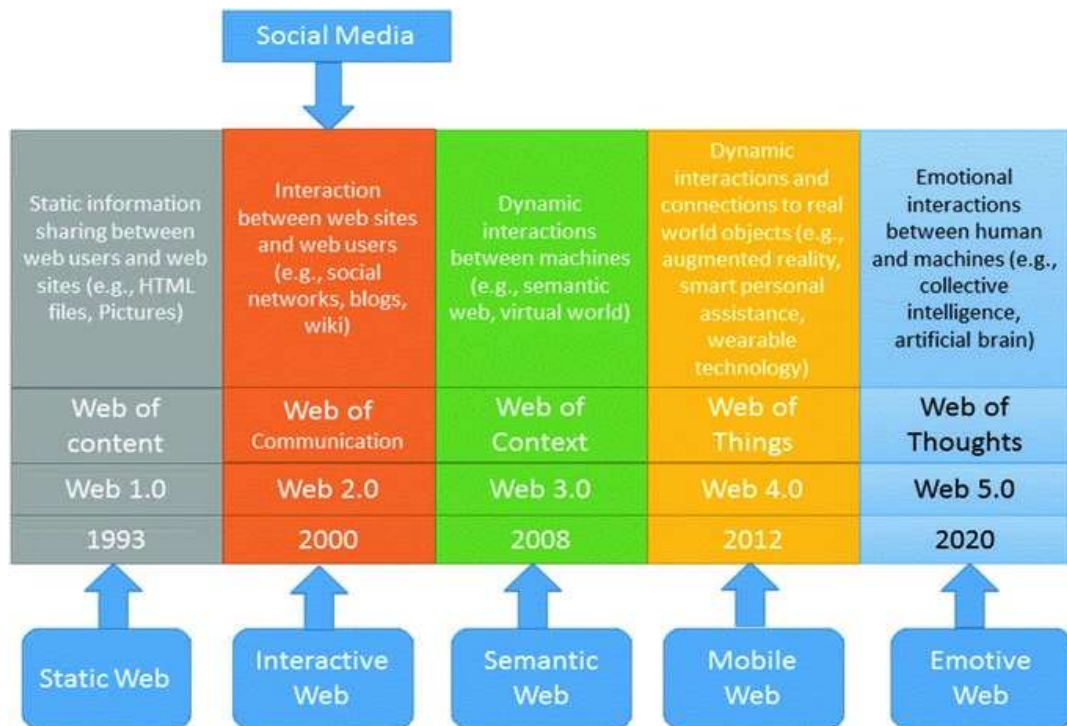 Social Media
Static information
sharing between
web users and web
sites (e.g., HTML
files, Pictures)
Interaction
between web sites
and web users
(e.g., social
networks, blogs,
wiki)
Dynamic
interactions
between machines
(e.g., semantic
web, virtual world)
Dynamic
interactions and
connections to real
world objects (e.g.,
augmented reality,
smart personal
assistance,
wearable
technology)
Emotional
interactions
between human
and machines (e.g.,
collective
intelligence,
artificial brain)
Web of
content
Web of
Communication
Web of
Context
Web of
Things
Web of
Thoughts
Web 1.0
Web 2.0
Web 3.0
Web 4.0
Web 5.0
1993
2000
2008
2012
2020
Static Web
Interactive
Web
Semantic
Web
Mobile
Web
Emotive
Web